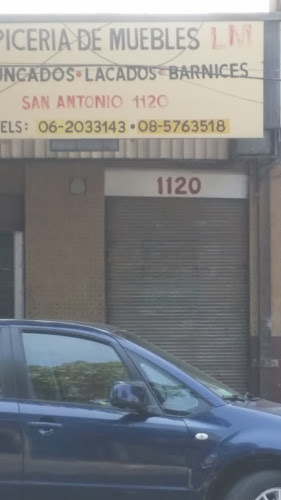 PICERIA DE MUEBLES LM
UNCADOS • LACADOS • BARNICES
SAN ANTONIO 1120
ELS: 06-2033143 • 08-5763518
1120